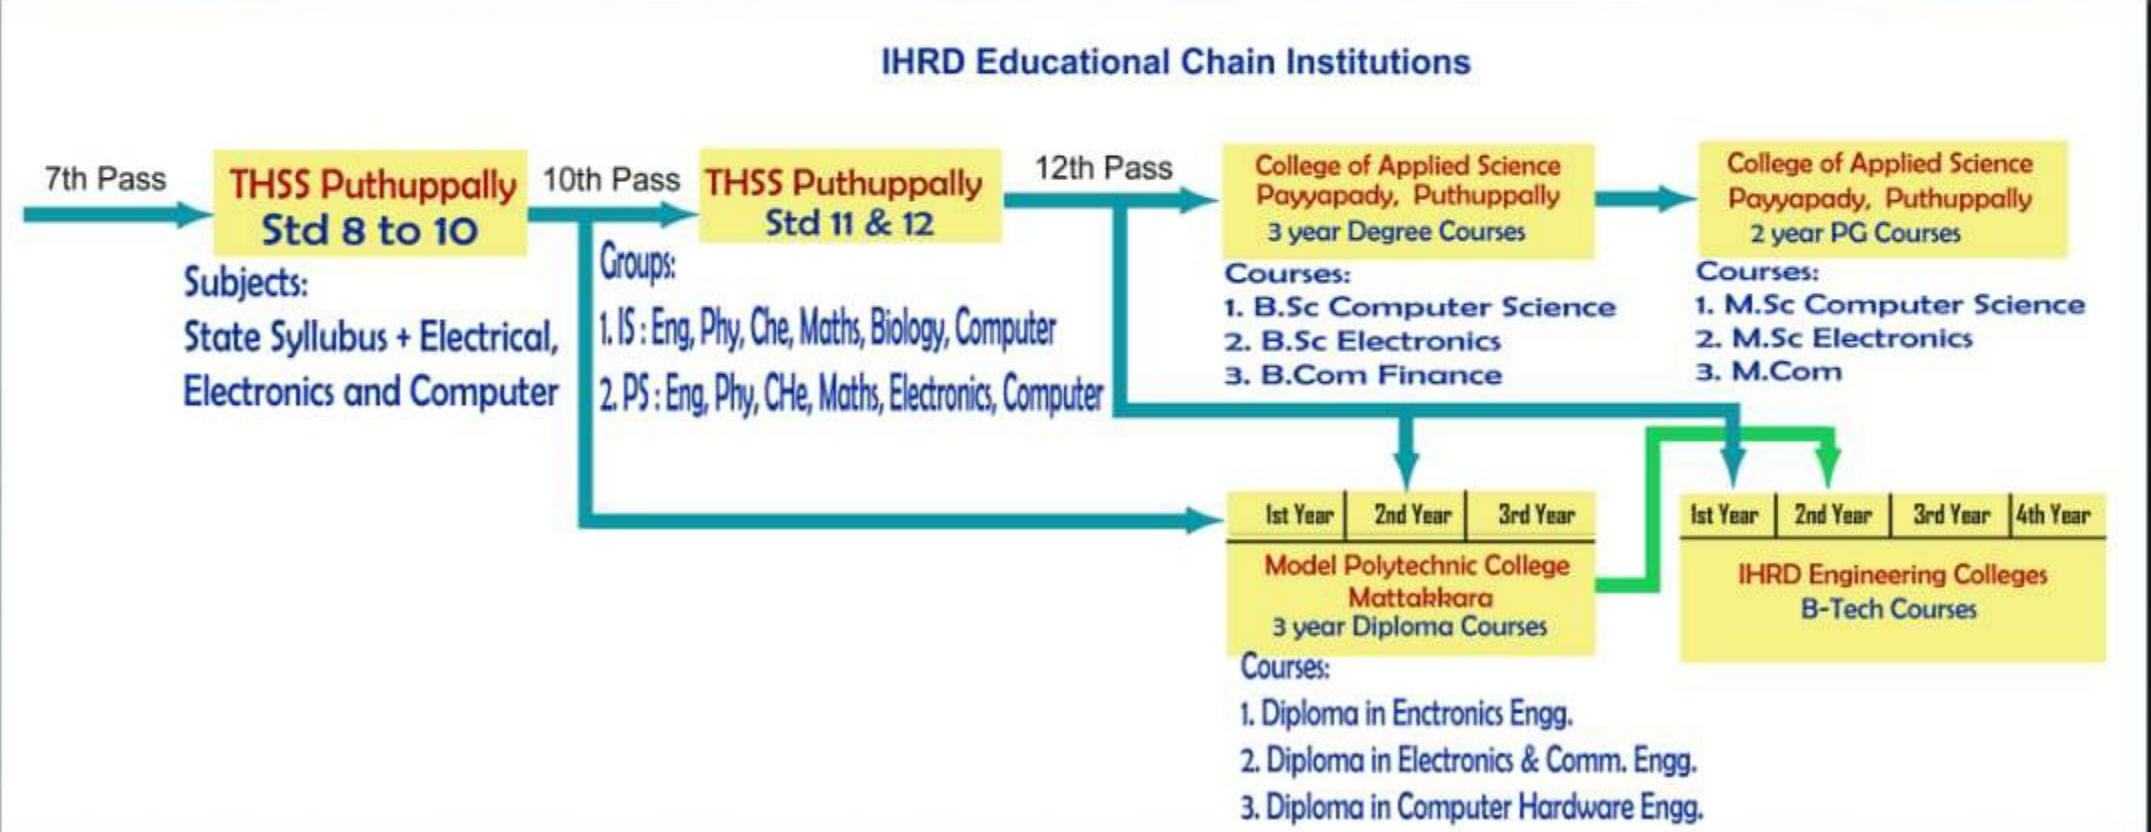 IHRD Educational Chain Institutions
7th Pass
THSS Puthuppally
Std 8 to 10
Subjects:
State Syllubus + Electrical,
Electronics and Computer
10th Pass
THSS Puthuppally
Std 11 & 12
Groups:
1. IS : Eng, Phy, Che, Maths, Biology, Computer
2. PS : Eng, Phy, CHe, Maths, Electronics, Computer
12th Pass
College of Applied Science
Payyapady, Puthuppally
3 year Degree Courses
Courses:
1. B.Sc Computer Science
2. B.Sc Electronics
3. B.Com Finance
College of Applied Science
Payyapady, Puthuppally
2 year PG Courses
Courses:
1. M.Sc Computer Science
2. M.Sc Electronics
3. M.Com
1st Year 2nd Year 3rd Year
Model Polytechnic College
Mattakkara
3 year Diploma Courses
Courses:
1. Diploma in Enctronics Engg.
2. Diploma in Electronics & Comm. Engg.
3. Diploma in Computer Hardware Engg.
1st Year 2nd Year 3rd Year 4th Year
IHRD Engineering Colleges
B-Tech Courses